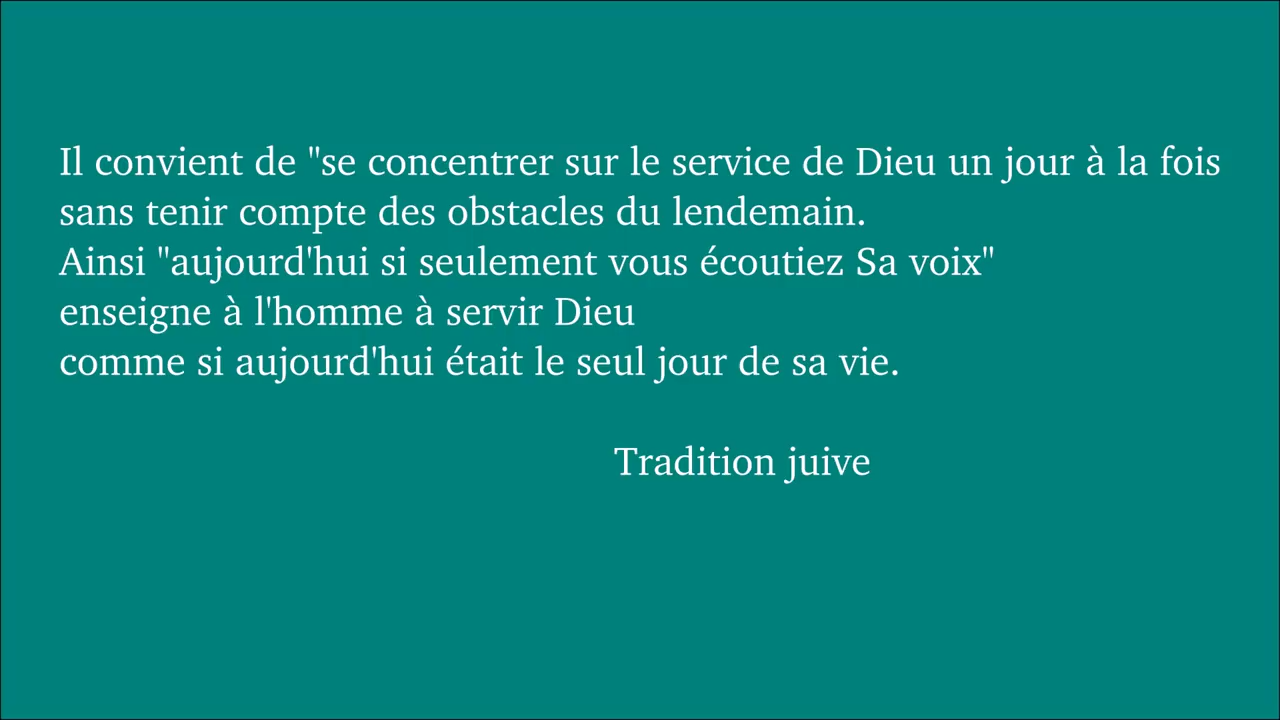 Il convient de "se concentrer sur le service de Dieu un jour à la fois
sans tenir compte des obstacles du lendemain.
Ainsi "aujourd'hui si seulement vous écoutiez Sa voix"
enseigne à l'homme à servir Dieu
comme si aujourd'hui était le seul jour de sa vie.
Tradition juive